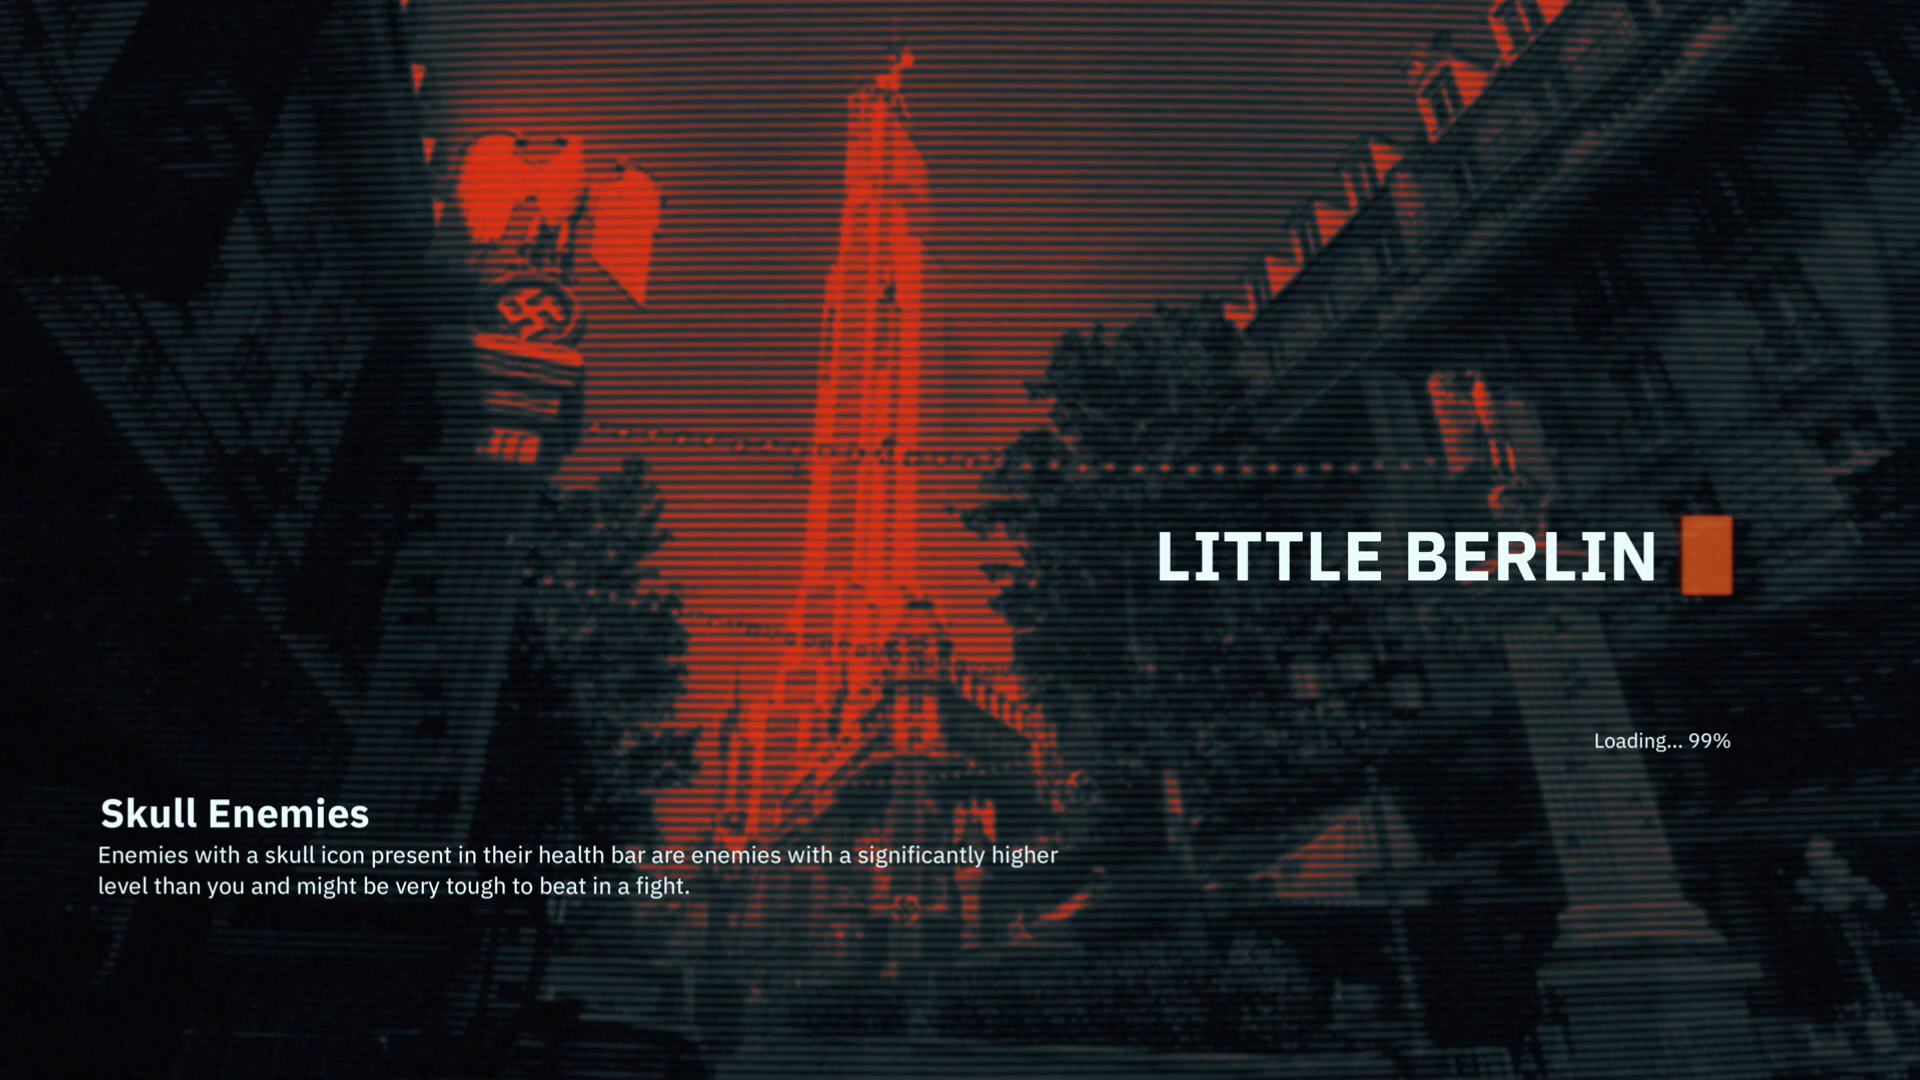 LITTLE BERLIN
Loading... 99%
Skull Enemies
Enemies with a skull icon present in their health bar are enemies with a significantly higher
level than you and might be very tough to beat in a fight.